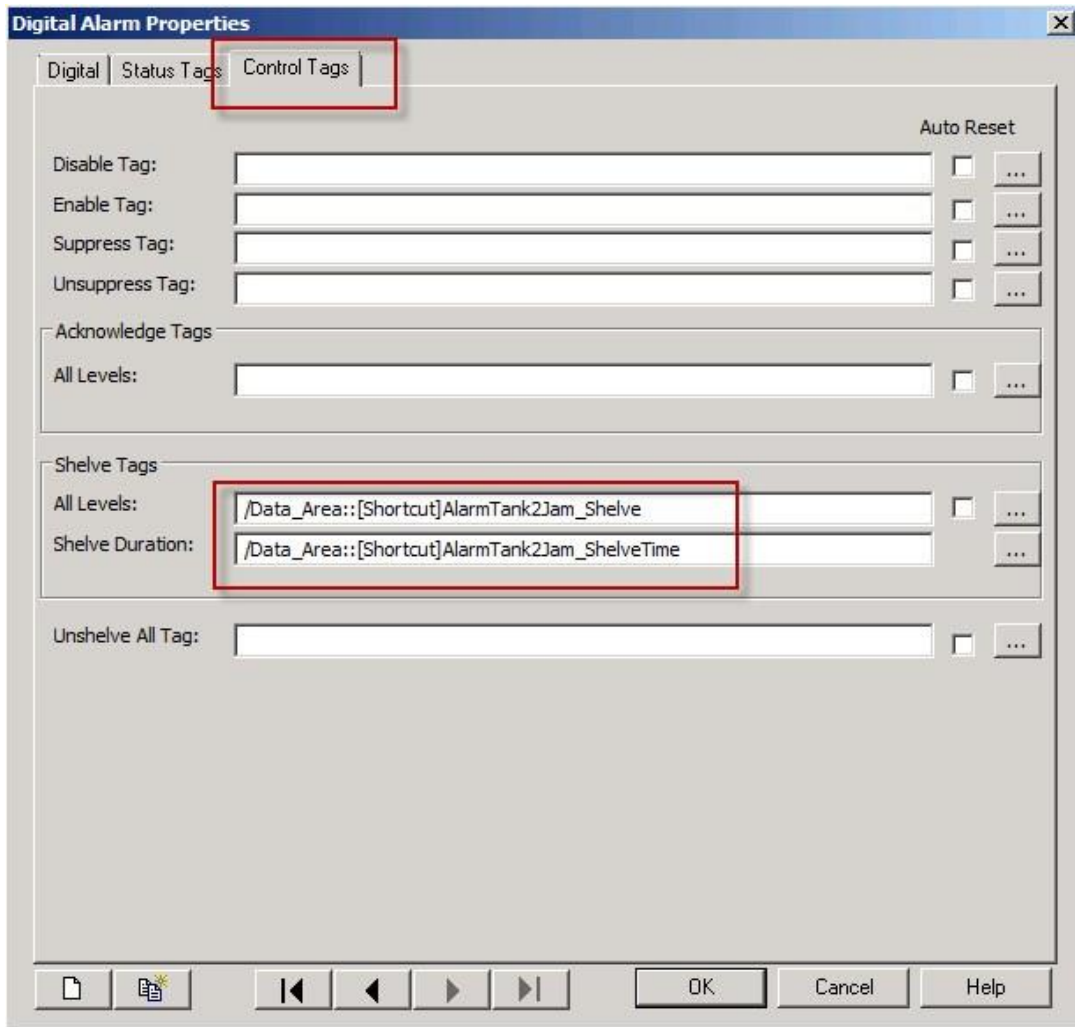 Digital Alarm Properties
Digital Status Tags Control Tags
Auto Reset
Disable Tag: ...
Enable Tag: ...
Suppress Tag: ...
Unsuppress Tag: ...
Acknowledge Tags
All Levels: ...
Shelve Tags
All Levels: /Data_Area::[Shortcut]AlarmTank2Jam_Shelve ...
Shelve Duration: /Data_Area::[Shortcut]AlarmTank2Jam_ShelveTime ...
Unshelve All Tag: ...
OK Cancel Help